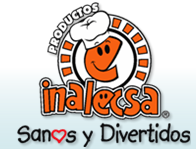 PRODUCTOS
inalecsa
Sanos y Divertidos